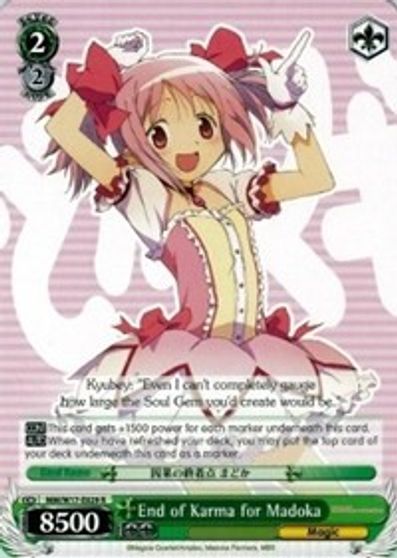 2
2
Kyubey: "Even I can't completely gauge
how large the Soul Gem you'd create would be."
This card gets +1500 power for each marker underneath this card.
When you have refreshed your deck, you may put the top card of
your deck underneath this card as a marker.
因果の終着点 まどか
8500
End of Karma for Madoka
Magic